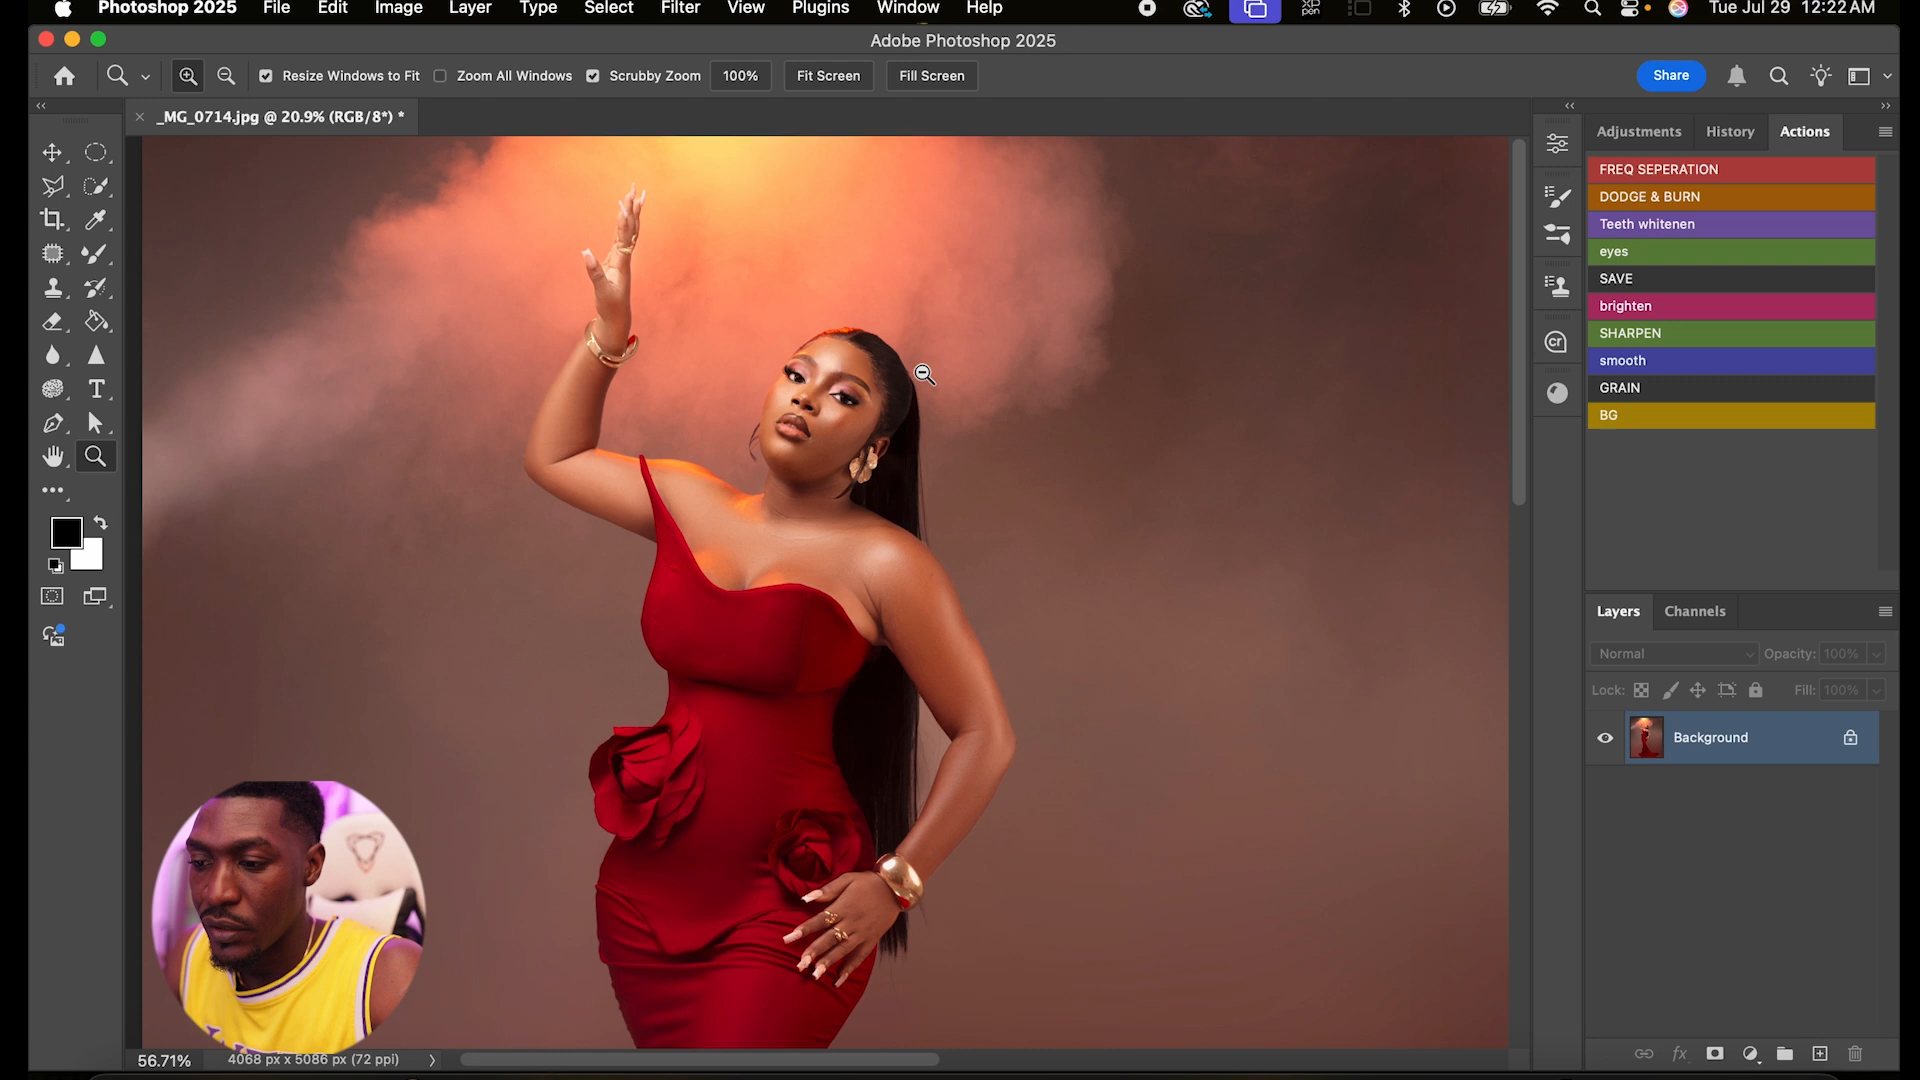 Photoshop 2025 File Edit Image Layer Type Select Filter View Plugins Window Help XP pen Tue Jul 29 12:22 AM
Adobe Photoshop 2025
Resize Windows to Fit Zoom All Windows Scrubby Zoom 100% Fit Screen Fill Screen Share
_MG_0714.jpg @ 20.9% (RGB/8*) *
Adjustments History Actions
FREQ SEPERATION
DODGE & BURN
Teeth whitenen
eyes
SAVE
brighten
SHARPEN
smooth
GRAIN
BG
T
cr
Layers Channels
Normal Opacity: 100%
Lock: Fill: 100%
Background
fx
56.71% 4068 px x 5086 px (72 ppi)